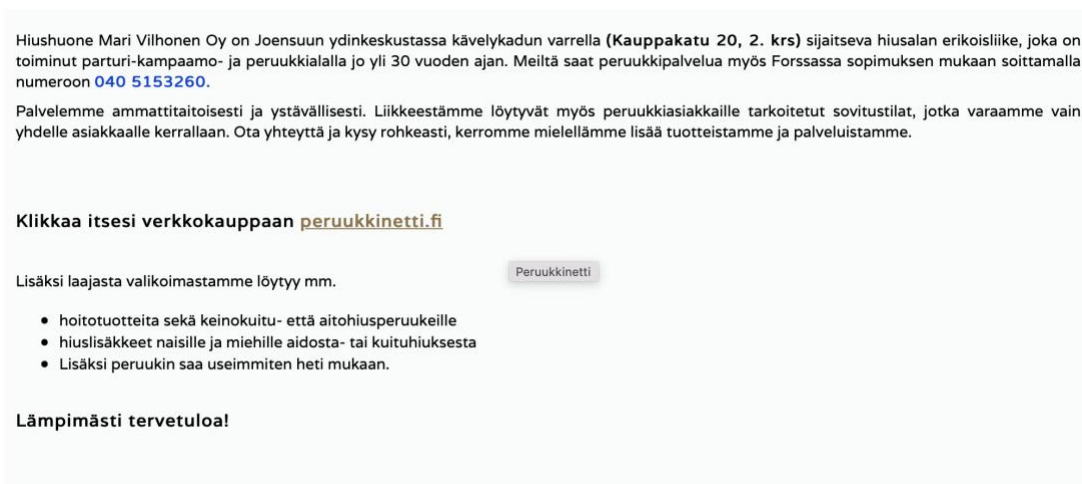 Hiushuone Mari Vilhonen Oy on Joensuun ydinkeskustassa kävelykadun varrella (Kauppakatu 20, 2. krs) sijaitseva hiusalan erikoisliike, joka on
toiminut parturi-kampaamo- ja peruukkialalla jo yli 30 vuoden ajan. Meiltä saat peruukkipalvelua myös Forssassa sopimuksen mukaan soittamalla
numeroon 040 5153260.
Palvelemme ammattitaitoisesti ja ystävällisesti. Liikkeestämme löytyvät myös peruukkiasiakkaille tarkoitetut sovitustilat, jotka varaamme vain
yhdelle asiakkaalle kerrallaan. Ota yhteyttä ja kysy rohkeasti, kerromme mielellämme lisää tuotteistamme ja palveluistamme.
Klikkaa itsesi verkkokauppaan peruukkinetti.fi
Peruukkinetti
Lisäksi laajasta valikoimastamme löytyy mm.
• hoitotuotteita sekä keinokuitu- että aitohiusperuukeille
• hiuslisäkkeet naisille ja miehille aidosta- tai kuituhiuksesta
• Lisäksi peruukin saa useimmiten heti mukaan.
Lämpimästi tervetuloa!